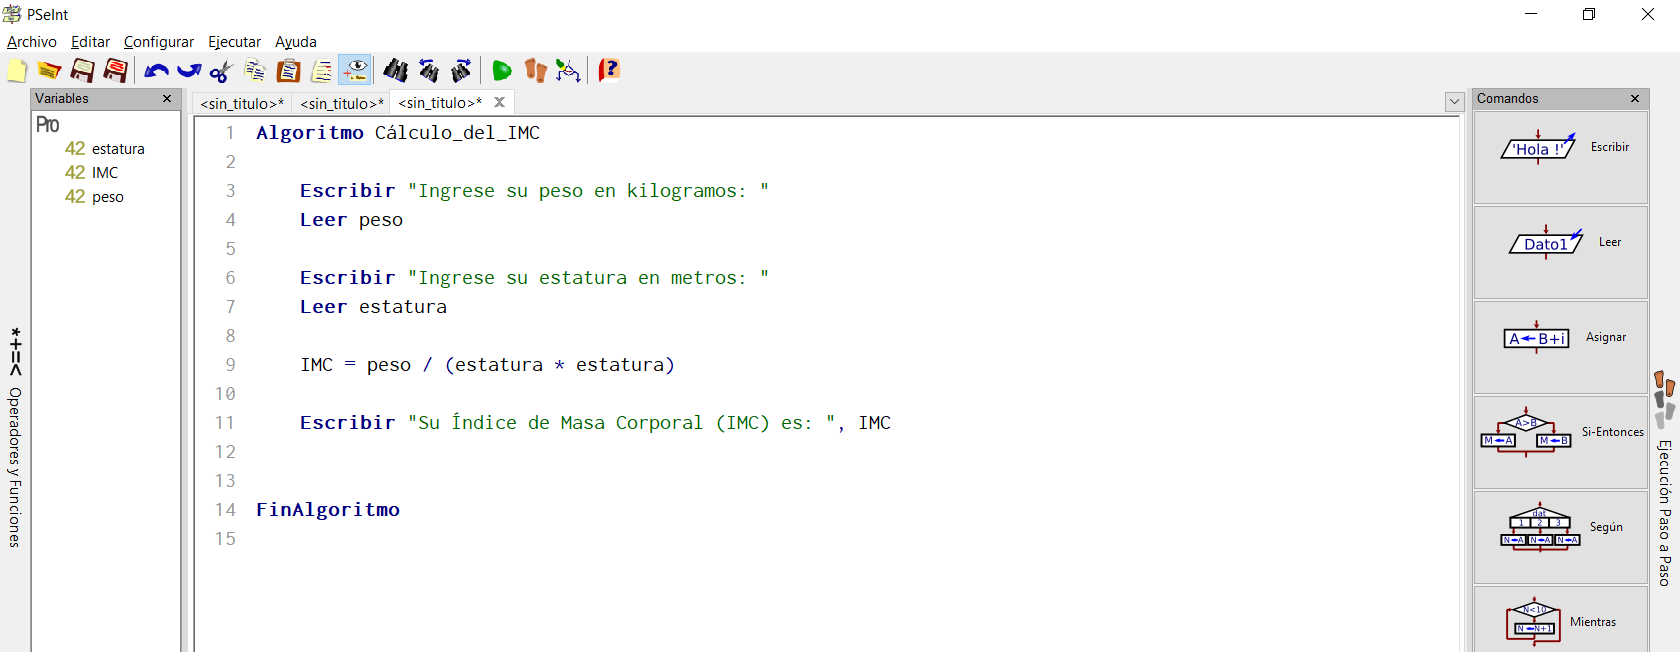 PSeInt
Archivo Editar Configurar Ejecutar Ayuda
Variables
<sin_titulo>* <sin_titulo>* <sin_titulo>*
Comandos
Pro
42 estatura
42 IMC
42 peso
1 Algoritmo Cálculo_del_IMC
2
3 Escribir "Ingrese su peso en kilogramos: "
4 Leer peso
5
6 Escribir "Ingrese su estatura en metros: "
7 Leer estatura
8
9 IMC = peso / (estatura * estatura)
10
11 Escribir "Su Índice de Masa Corporal (IMC) es: ", IMC
12
13
14 FinAlgoritmo
15
*+=< Operadores y Funciones
'Hola !' Escribir
Dato1 Leer
A←B+i Asignar
A>B
M←A M←B
Si-Entonces
dat
1 2 3
N←A N←A N←A
Según
N<10
N←N+1
Mientras
Ejecución Paso a Paso